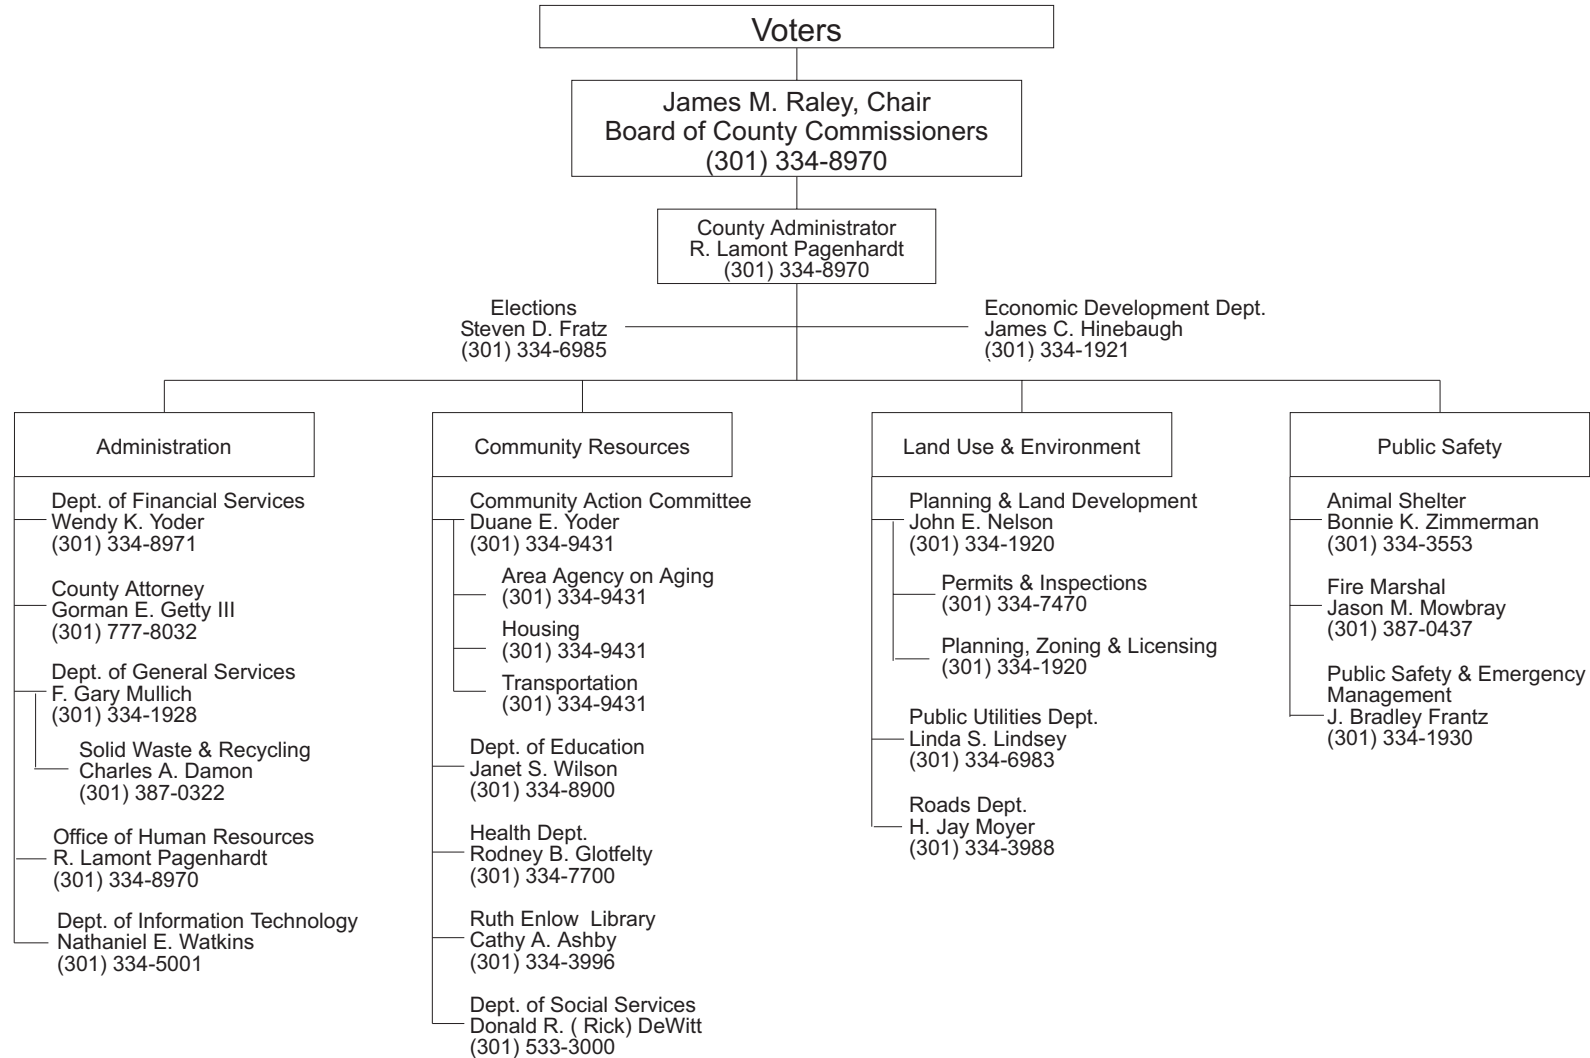 Voters
James M. Raley, Chair
Board of County Commissioners
(301) 334-8970
County Administrator
R. Lamont Pagenhardt
(301) 334-8970
Elections
Steven D. Fratz
(301) 334-6985
Economic Development Dept.
James C. Hinebaugh
(301) 334-1921
Administration
Dept. of Financial Services
Wendy K. Yoder
(301) 334-8971
County Attorney
Gorman E. Getty III
(301) 777-8032
Dept. of General Services
F. Gary Mullich
(301) 334-1928
Solid Waste & Recycling
Charles A. Damon
(301) 387-0322
Office of Human Resources
R. Lamont Pagenhardt
(301) 334-8970
Dept. of Information Technology
Nathaniel E. Watkins
(301) 334-5001
Community Resources
Community Action Committee
Duane E. Yoder
(301) 334-9431
Area Agency on Aging
(301) 334-9431
Housing
(301) 334-9431
Transportation
(301) 334-9431
Dept. of Education
Janet S. Wilson
(301) 334-8900
Health Dept.
Rodney B. Glotfelty
(301) 334-7700
Ruth Enlow Library
Cathy A. Ashby
(301) 334-3996
Dept. of Social Services
Donald R. ( Rick) DeWitt
(301) 533-3000
Land Use & Environment
Planning & Land Development
John E. Nelson
(301) 334-1920
Permits & Inspections
(301) 334-7470
Planning, Zoning & Licensing
(301) 334-1920
Public Utilities Dept.
Linda S. Lindsey
(301) 334-6983
Roads Dept.
H. Jay Moyer
(301) 334-3988
Public Safety
Animal Shelter
Bonnie K. Zimmerman
(301) 334-3553
Fire Marshal
Jason M. Mowbray
(301) 387-0437
Public Safety & Emergency
Management
J. Bradley Frantz
(301) 334-1930